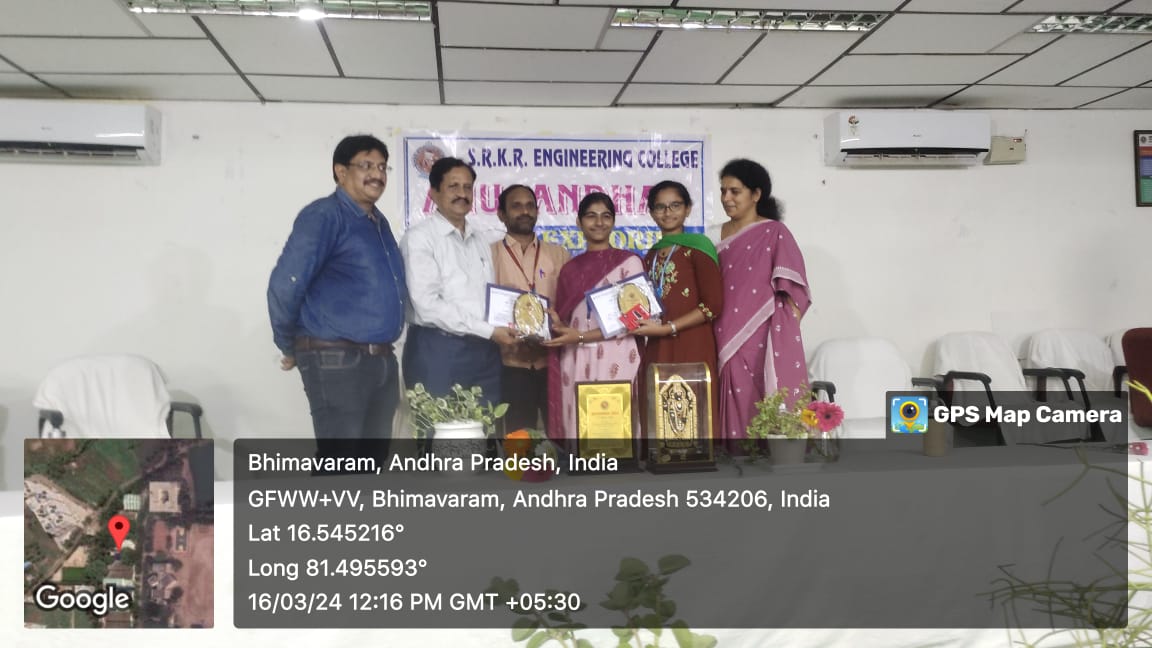 S.R.K.R. ENGINEERING COLLEGE
GPS Map Camera
Bhimavaram, Andhra Pradesh, India
GFWW+VV, Bhimavaram, Andhra Pradesh 534206, India
Lat 16.545216°
Long 81.495593°
16/03/24 12:16 PM GMT +05:30
Google